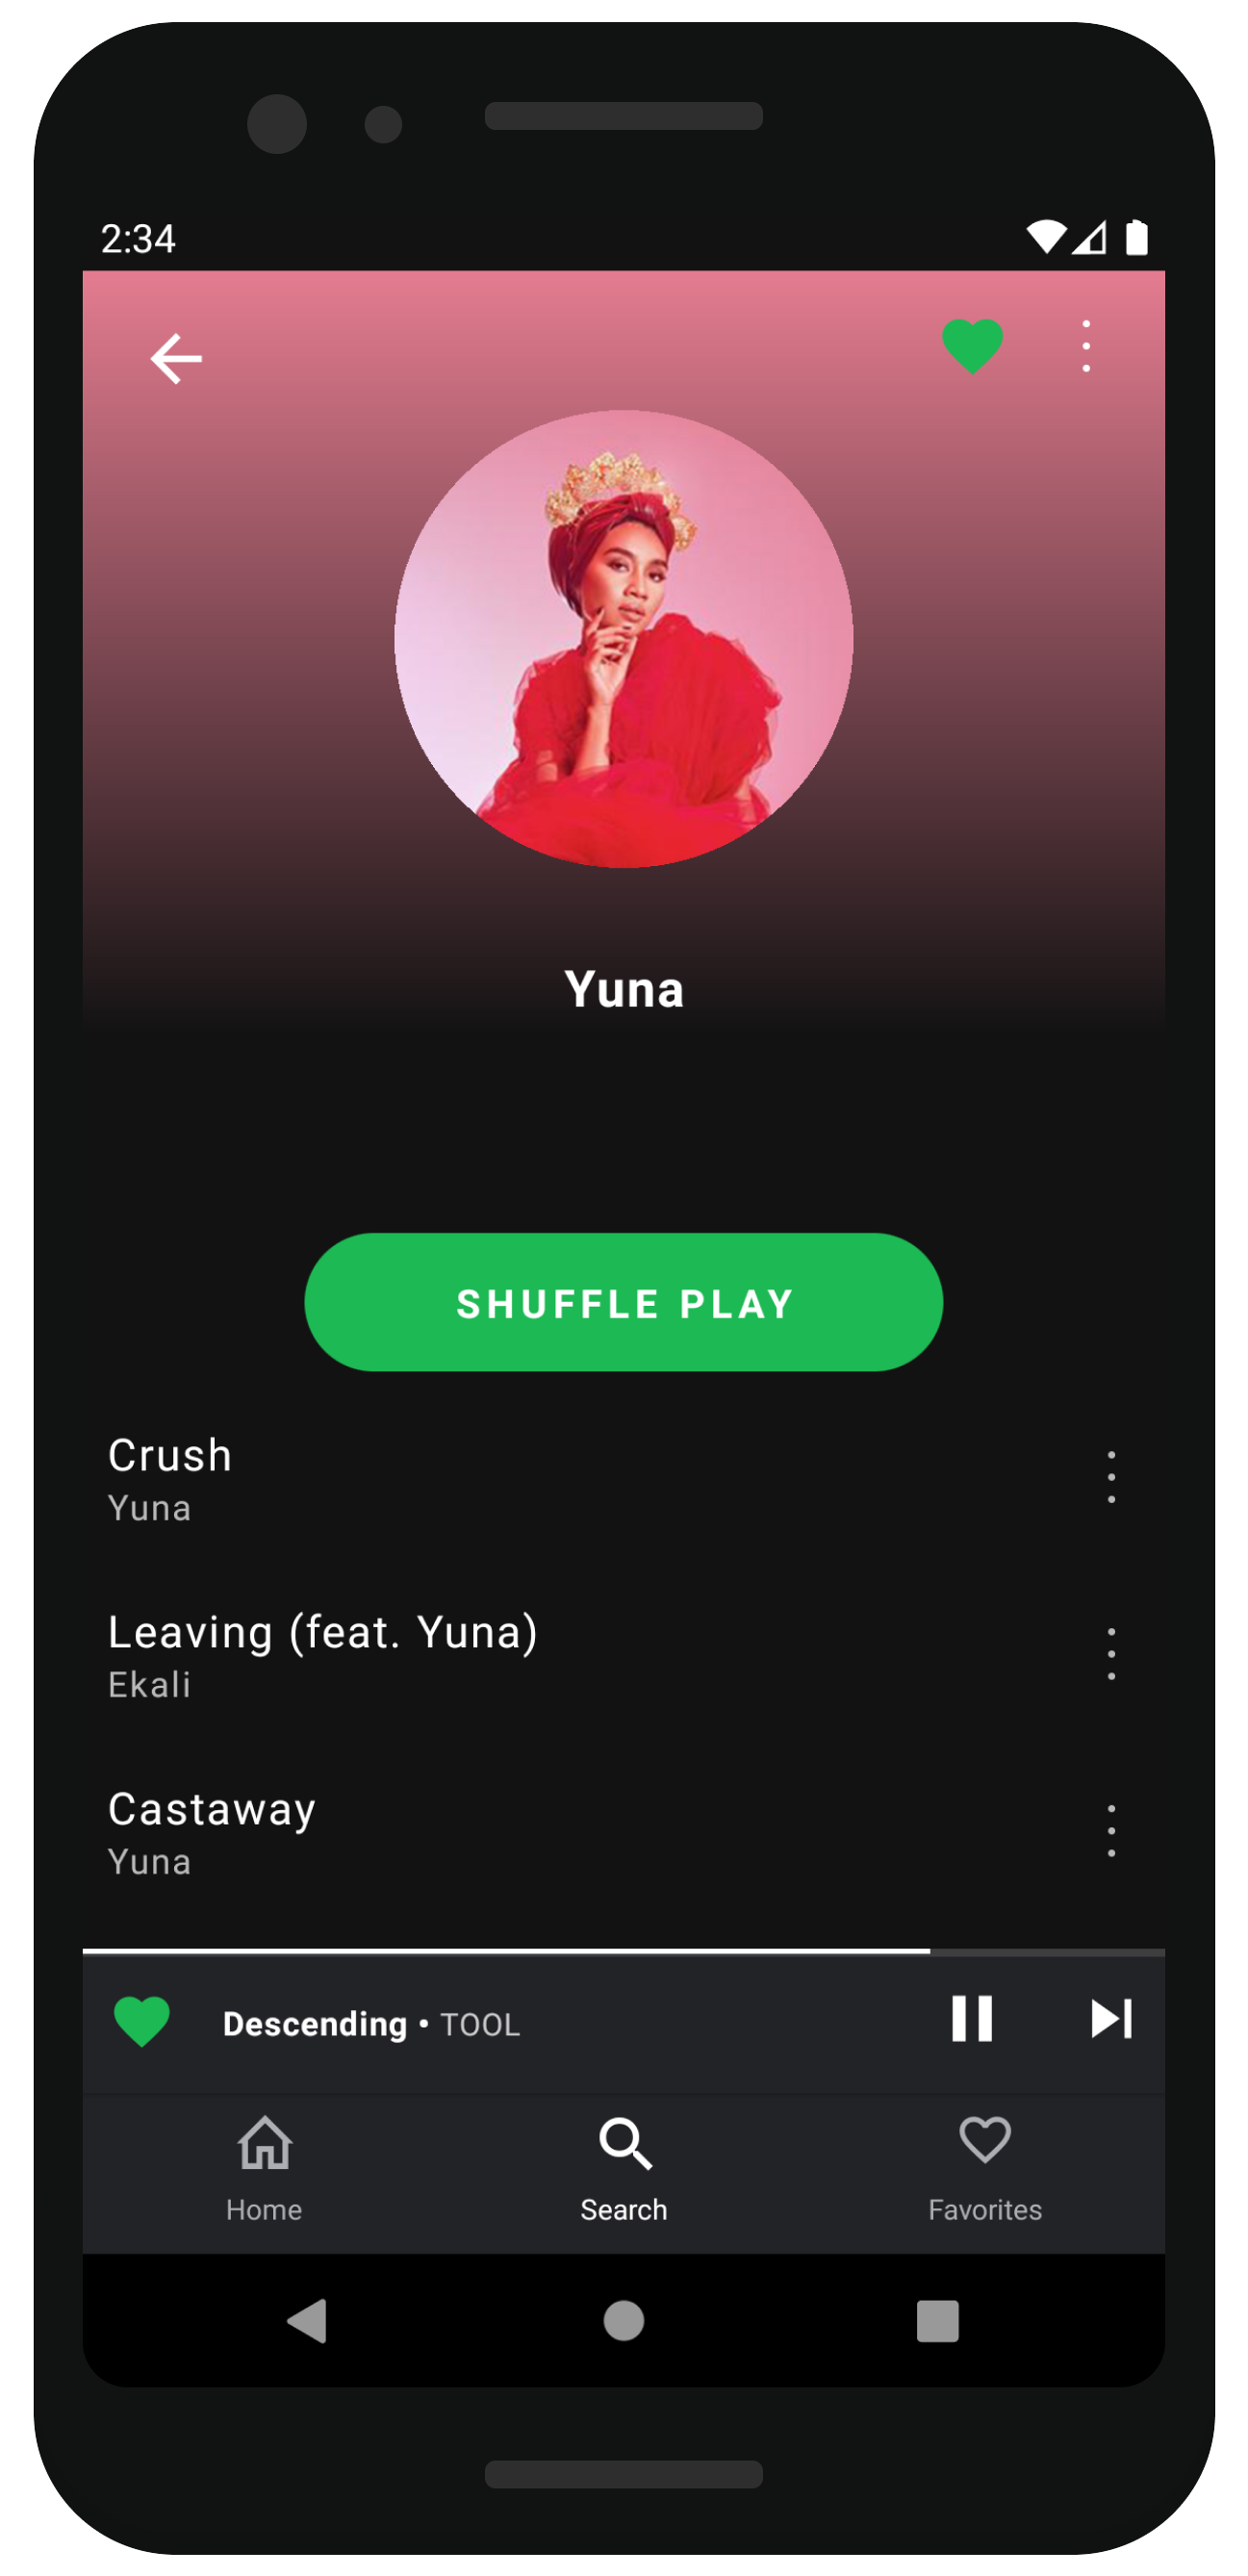 2:34
Yuna
SHUFFLE PLAY
Crush
Yuna
Leaving (feat. Yuna)
Ekali
Castaway
Yuna
Descending • TOOL
Home Search Favorites